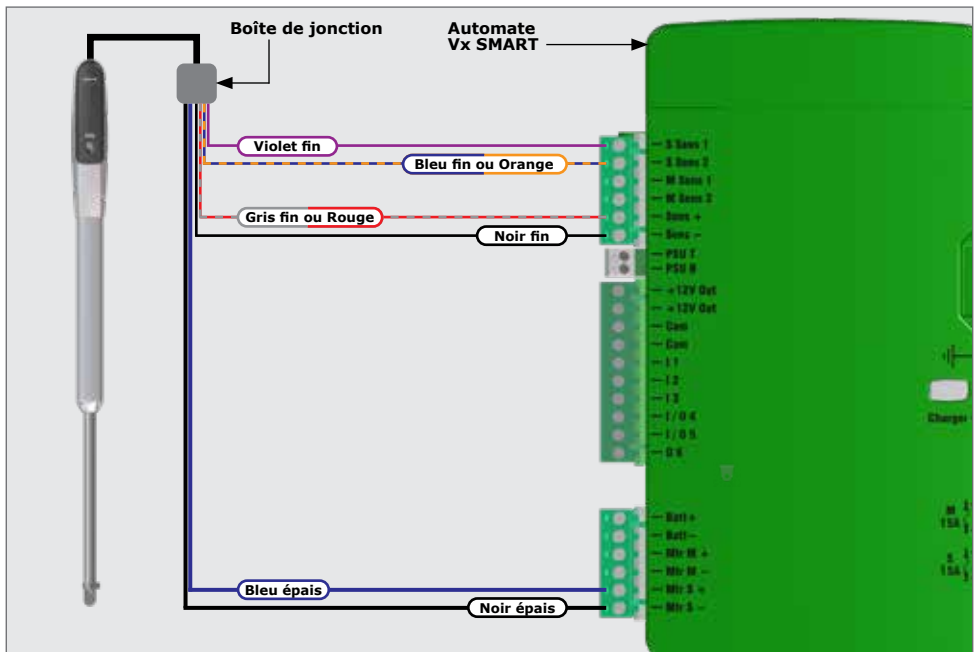 Boîte de jonction
Automate
Vx SMART
Violet fin
Bleu fin ou Orange
Gris fin ou Rouge
Noir fin
Bleu épais
Noir épais
S Sens 1
S Sens 2
M Sens 1
M Sens 2
Sens +
Sens –
PSU T
PSU R
+12V Out
+12V Out
Com
Com
I 1
I 2
I 3
I / O 4
I / O 5
O 6
Batt+
Batt–
Mtr M +
Mtr M –
Mtr S +
Mtr S –
Charger
M
15A
S
15A